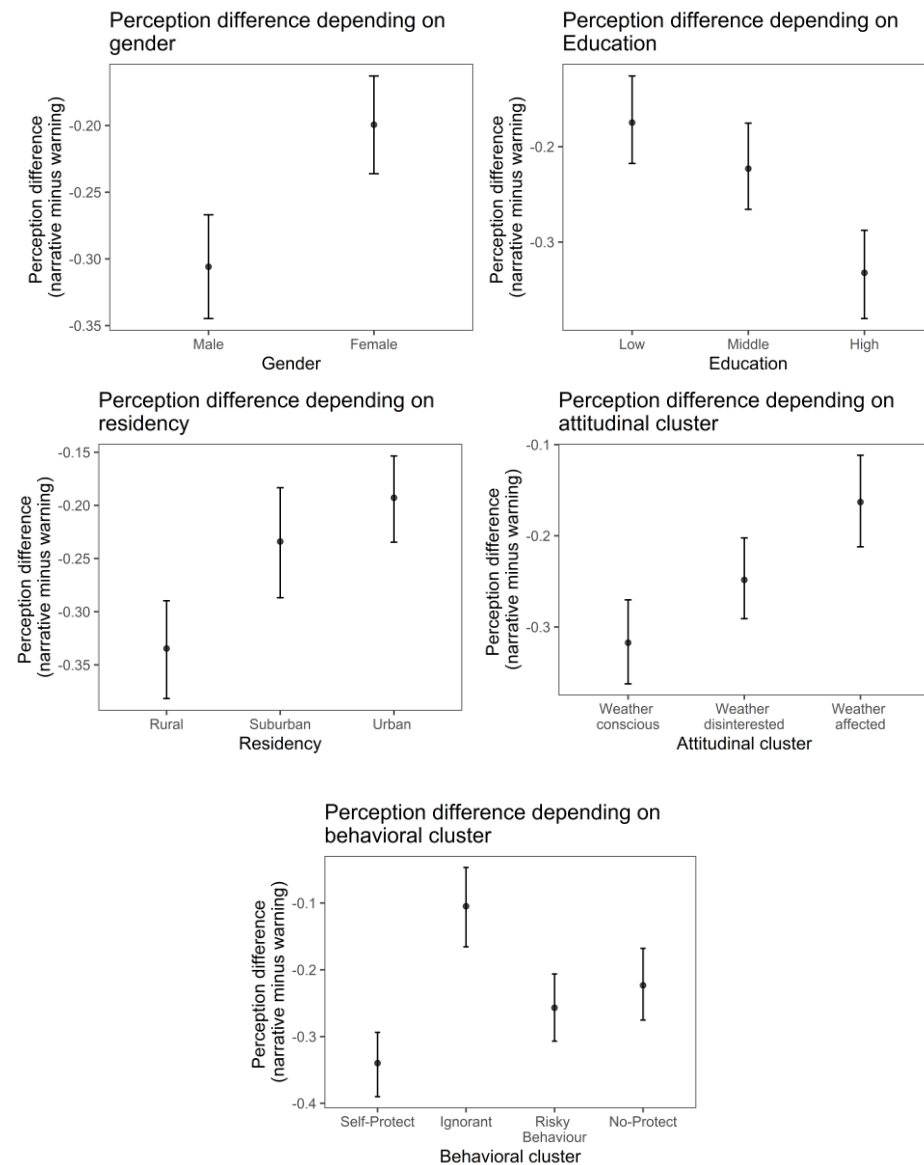 Perception difference depending on
gender
Perception difference
(narrative minus warning)
-0.20
-0.25
-0.30
-0.35
Male
Female
Gender
Perception difference depending on
Education
Perception difference
(narrative minus warning)
-0.2
-0.3
Low
Middle
High
Education
Perception difference depending on
residency
Perception difference
(narrative minus warning)
-0.15
-0.20
-0.25
-0.30
-0.35
Rural
Suburban
Urban
Residency
Perception difference depending on
attitudinal cluster
Perception difference
(narrative minus warning)
-0.1
-0.2
-0.3
Weather
conscious
Weather
disinterested
Weather
affected
Attitudinal cluster
Perception difference depending on
behavioral cluster
Perception difference
(narrative minus warning)
-0.1
-0.2
-0.3
-0.4
Self-Protect
Ignorant
Risky
Behaviour
No-Protect
Behavioral cluster